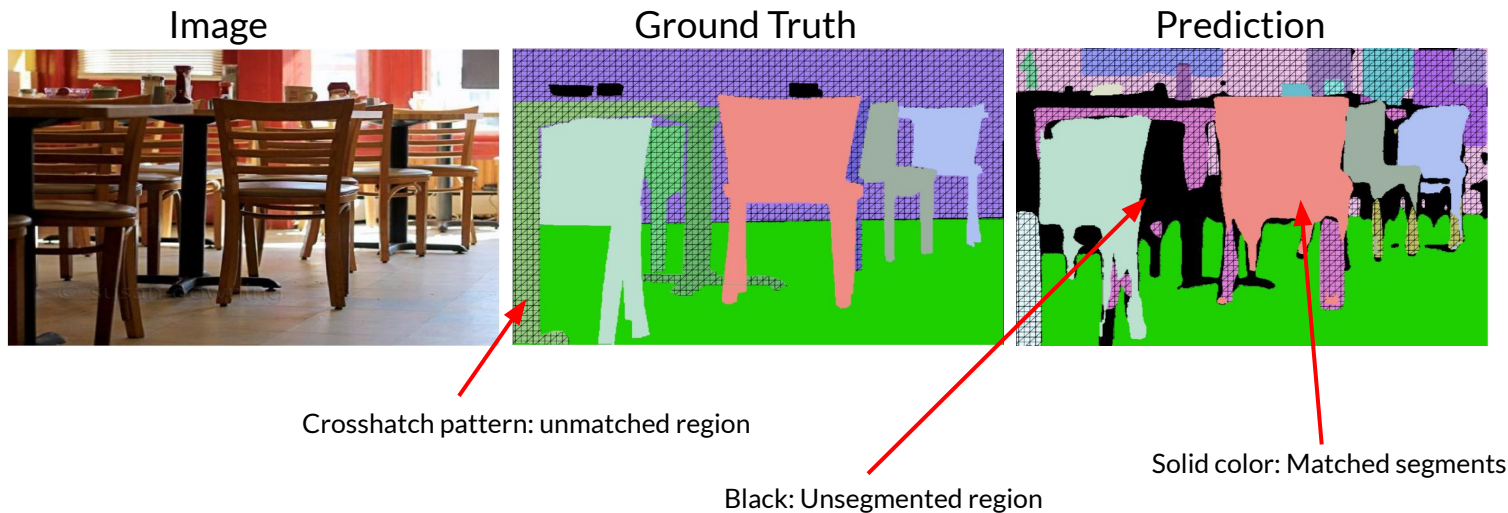 Image
Ground Truth
Prediction
Crosshatch pattern: unmatched region
Solid color: Matched segments
Black: Unsegmented region